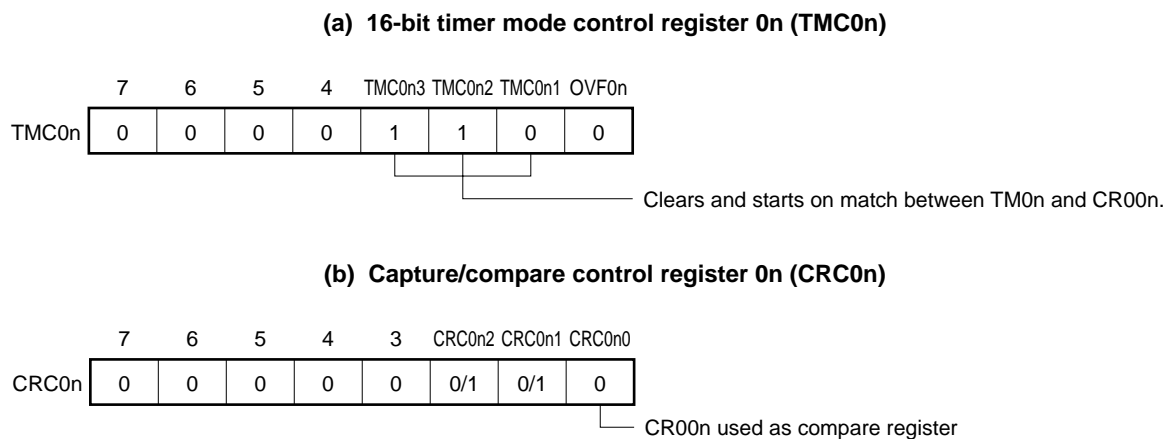 (a) 16-bit timer mode control register 0n (TMC0n)
7 6 5 4 TMC0n3 TMC0n2 TMC0n1 OVF0n
TMC0n 0 0 0 0 1 1 0 0
Clears and starts on match between TM0n and CR00n.
(b) Capture/compare control register 0n (CRC0n)
7 6 5 4 3 CRC0n2 CRC0n1 CRC0n0
CRC0n 0 0 0 0 0 0/1 0/1 0
CR00n used as compare register